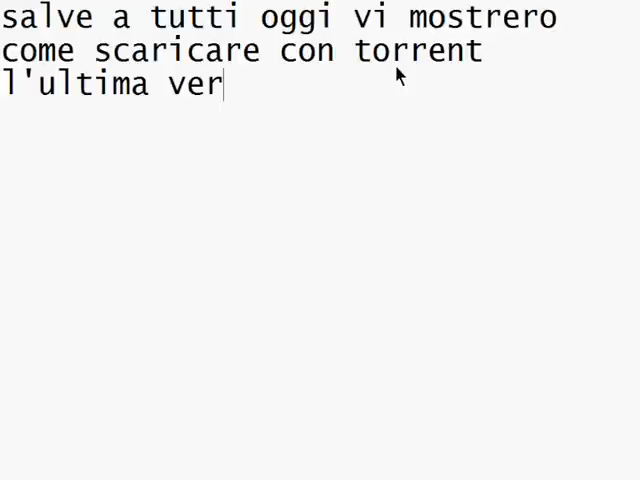 salve a tutti oggi vi mostrero
come scaricare con torrent
l'ultima ver